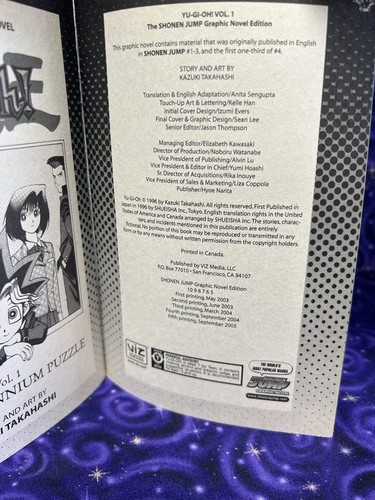 OVEL
Vol. 1
NNIUM PUZZLE
AND ART BY
I TAKAHASHI
YU-GI-OH! VOL. 1
The SHONEN JUMP Graphic Novel Edition
This graphic novel contains material that was originally published in English
in SHONEN JUMP #1-3, and the first one-third of #4.
STORY AND ART BY
KAZUKI TAKAHASHI
Translation & English Adaptation/Anita Sengupta
Touch-Up Art & Lettering/Kelle Han
Initial Cover Design/Izumi Evers
Final Cover & Graphic Design/Sean Lee
Senior Editor/Jason Thompson
Managing Editor/Elizabeth Kawasaki
Director of Production/Noboru Watanabe
Vice President of Publishing/Alvin Lu
Vice President & Editor in Chief/Yumi Hoashi
Sr. Director of Acquisitions/Rika Inouye
Vice President of Sales & Marketing/Liza Coppola
Publisher/Hyoe Narita
Yu-Gi-Oh © 1996 by Kazuki Takahashi. All rights reserved. First Published in
Japan in 1996 by SHUEISHA Inc., Tokyo. English translation rights in the United
States of America and Canada arranged by SHUEISHA Inc. The stories, charac-
ters and incidents mentioned in this publication are entirely
fictional. No portion of this book may be reproduced or transmitted in any
form or by any means without written permission from the copyright holders.
Printed in Canada.
Published by VIZ Media, LLC
P.O. Box 77010 • San Francisco, CA 94107
SHONEN JUMP Graphic Novel Edition
10 9 8 7 6 5
First printing, May 2003
Second printing, June 2003
Third printing, March 2004
Fourth printing, September 2004
Fifth printing, September 2005
VIZ
THE WORLD'S
MOST POPULAR MANGA
SHONEN
JUMP